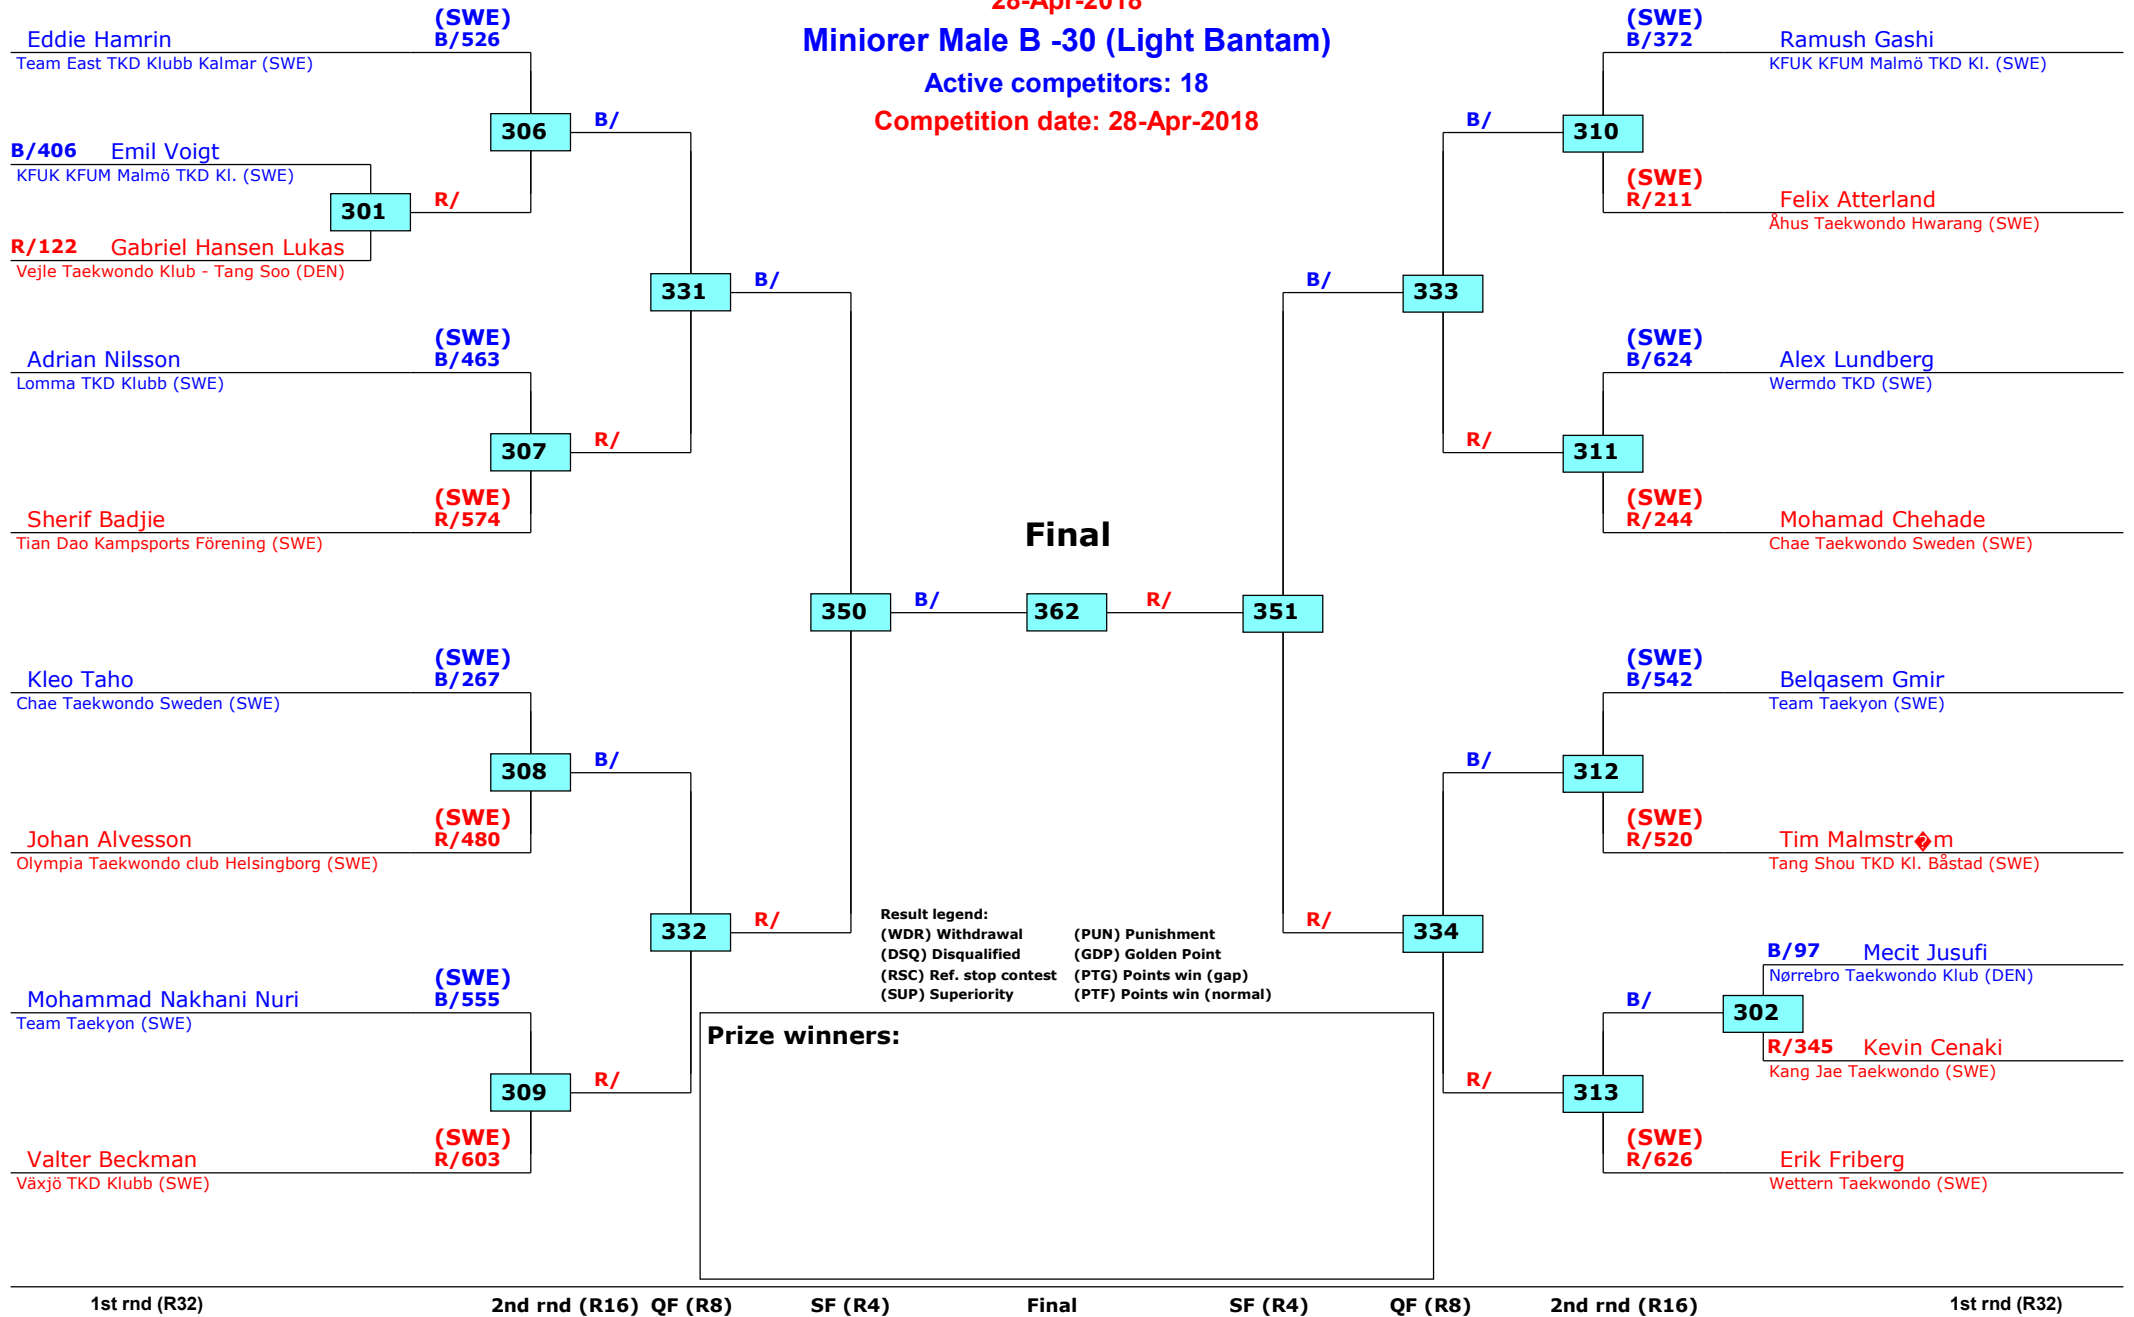 28-Apr-2018
Miniorer Male B -30 (Light Bantam)
Active competitors: 18
Competition date: 28-Apr-2018
(SWE)
Eddie Hamrin B/526
Team East TKD Klubb Kalmar (SWE)
306 B/
B/406 Emil Voigt
KFUK KFUM Malmö TKD Kl. (SWE)
301 R/
R/122 Gabriel Hansen Lukas
Vejle Taekwondo Klub - Tang Soo (DEN)
331 B/
(SWE)
Adrian Nilsson B/463
Lomma TKD Klubb (SWE)
307 R/
(SWE)
Sherif Badjie R/574
Tian Dao Kampsports Förening (SWE)
350 B/
(SWE)
Kleo Taho B/267
Chae Taekwondo Sweden (SWE)
308 B/
(SWE)
Johan Alvesson R/480
Olympia Taekwondo club Helsingborg (SWE)
332 R/
(SWE)
Mohammad Nakhani Nuri B/555
Team Taekyon (SWE)
309 R/
(SWE)
Valter Beckman R/603
Växjö TKD Klubb (SWE)
Final
362
(SWE)
B/372 Ramush Gashi
KFUK KFUM Malmö TKD Kl. (SWE)
B/ 310
(SWE)
R/211 Felix Atterland
Åhus Taekwondo Hwarang (SWE)
B/ 333
(SWE)
B/624 Alex Lundberg
Wermdo TKD (SWE)
R/ 311
(SWE)
R/244 Mohamad Chehade
Chae Taekwondo Sweden (SWE)
R/ 351
(SWE)
B/542 Belqasem Gmir
Team Taekyon (SWE)
B/ 312
(SWE)
R/520 Tim Malmstr�m
Tang Shou TKD Kl. Båstad (SWE)
R/ 334
B/97 Mecit Jusufi
Nørrebro Taekwondo Klub (DEN)
B/ 302
R/345 Kevin Cenaki
Kang Jae Taekwondo (SWE)
R/ 313
(SWE)
R/626 Erik Friberg
Wettern Taekwondo (SWE)
Result legend:
(WDR) Withdrawal (PUN) Punishment
(DSQ) Disqualified (GDP) Golden Point
(RSC) Ref. stop contest (PTG) Points win (gap)
(SUP) Superiority (PTF) Points win (normal)
Prize winners:
1st rnd (R32) 2nd rnd (R16) QF (R8) SF (R4) Final SF (R4) QF (R8) 2nd rnd (R16) 1st rnd (R32)